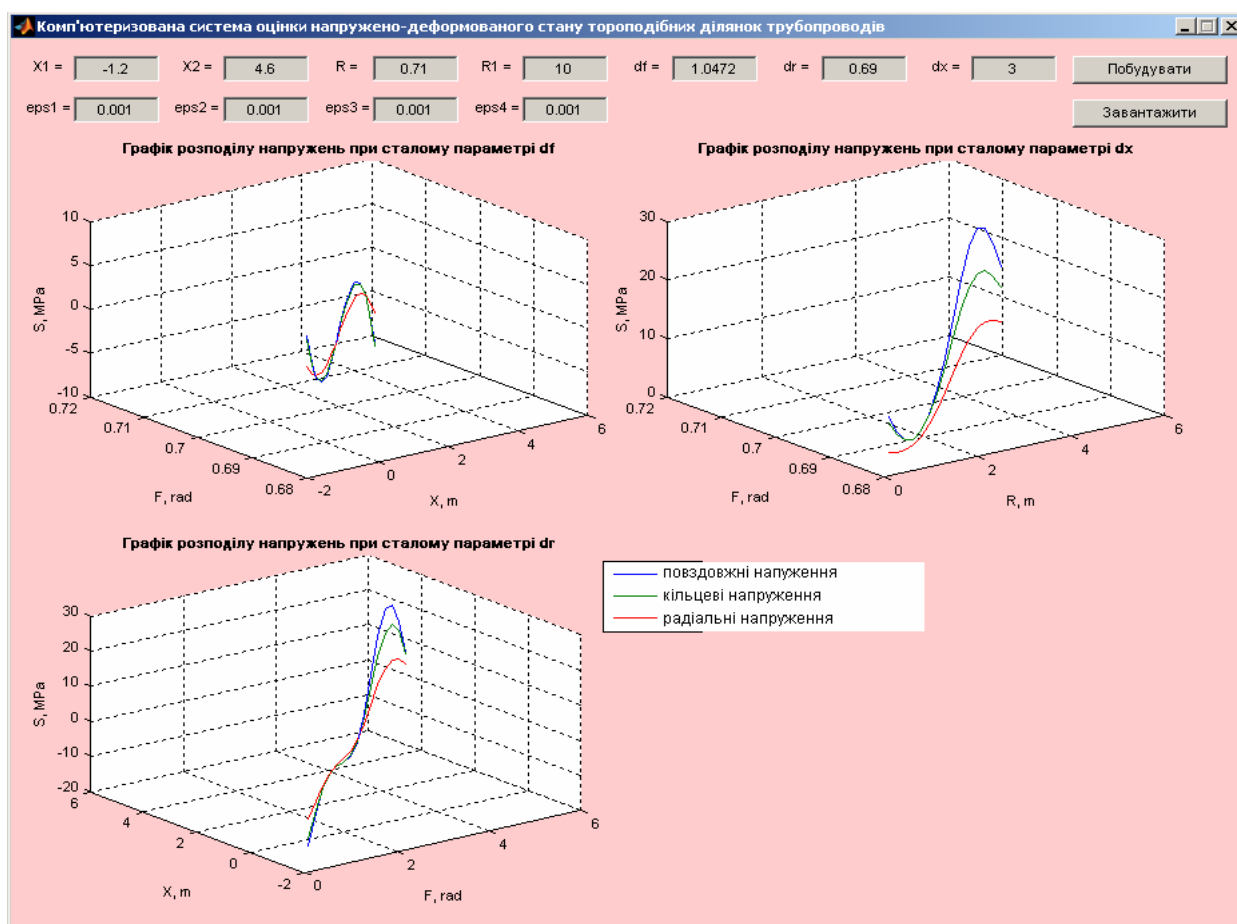 Комп'ютеризована система оцінки напружено-деформованого стану тороподібних ділянок трубопроводів
X1 = -1.2 X2 = 4.6 R = 0.71 R1 = 10 df = 1.0472 dr = 0.69 dx = 3 Побудувати
eps1 = 0.001 eps2 = 0.001 eps3 = 0.001 eps4 = 0.001 Завантажити
Графік розподілу напружень при сталому параметрі df
10
5
0
-5
-10
S, MPa
0.72
0.71
0.7
0.69
0.68
F, rad
-2
0
2
4
6
X, m
Графік розподілу напружень при сталому параметрі dx
30
20
10
0
S, MPa
0.72
0.71
0.7
0.69
0.68
F, rad
0
2
4
6
R, m
Графік розподілу напружень при сталому параметрі dr
30
20
10
0
-10
-20
S, MPa
6
4
2
0
-2
X, m
0
2
4
6
F, rad
повздовжні напуження
кільцеві напруження
радіальні напруження